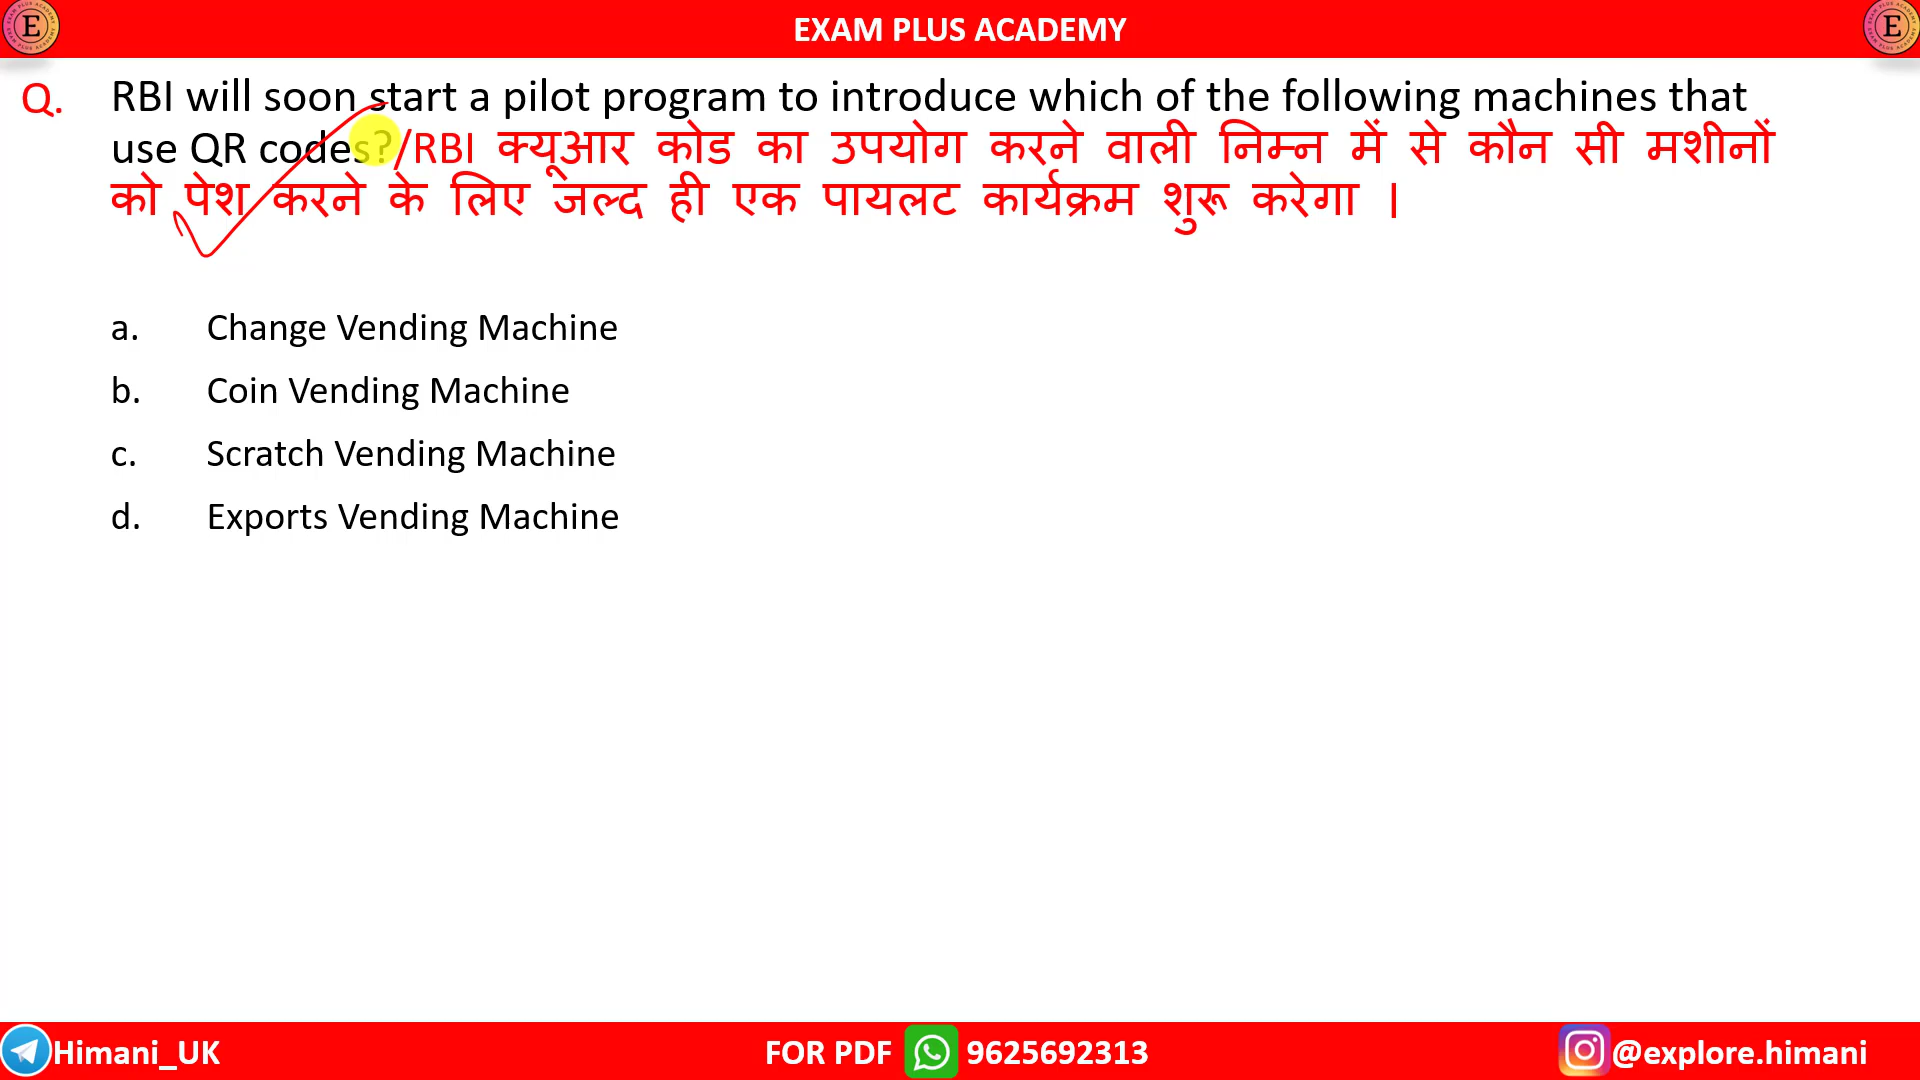 EXAM PLUS ACADEMY
Q. RBI will soon start a pilot program to introduce which of the following machines that
use QR codes?/RBI क्यूआर कोड का उपयोग करने वाली निम्न में से कौन सी मशीनों
को पेश करने के लिए जल्द ही एक पायलट कार्यक्रम शुरू करेगा ।
a. Change Vending Machine
b. Coin Vending Machine
c. Scratch Vending Machine
d. Exports Vending Machine
Himani_UK FOR PDF 9625692313 @explore.himani